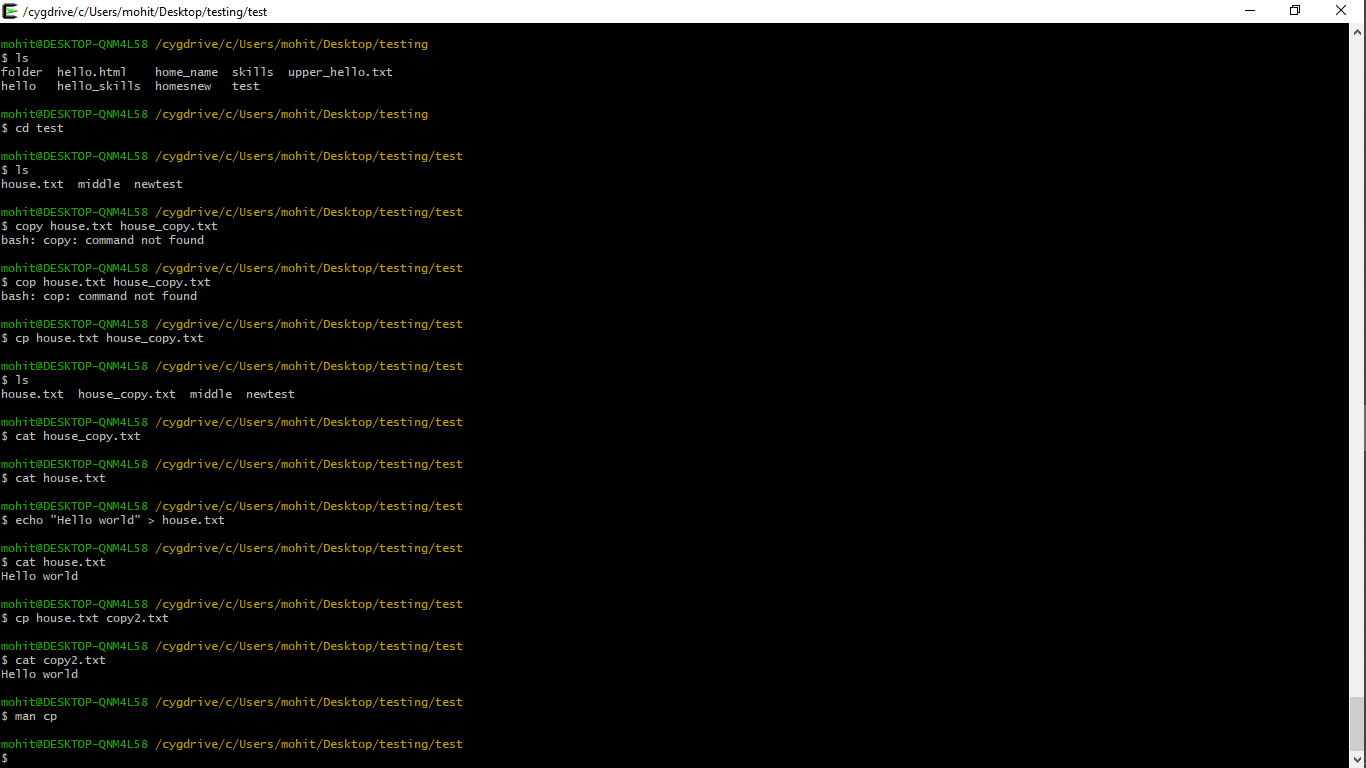 /cygdrive/c/Users/mohit/Desktop/testing/test
mohit@DESKTOP-QNM4L58 /cygdrive/c/Users/mohit/Desktop/testing
$ ls
folder  hello.html    home_name  skills  upper_hello.txt
hello   hello_skills  homesnew   test
mohit@DESKTOP-QNM4L58 /cygdrive/c/Users/mohit/Desktop/testing
$ cd test
mohit@DESKTOP-QNM4L58 /cygdrive/c/Users/mohit/Desktop/testing/test
$ ls
house.txt  middle  newtest
mohit@DESKTOP-QNM4L58 /cygdrive/c/Users/mohit/Desktop/testing/test
$ copy house.txt house_copy.txt
bash: copy: command not found
mohit@DESKTOP-QNM4L58 /cygdrive/c/Users/mohit/Desktop/testing/test
$ cop house.txt house_copy.txt
bash: cop: command not found
mohit@DESKTOP-QNM4L58 /cygdrive/c/Users/mohit/Desktop/testing/test
$ cp house.txt house_copy.txt
mohit@DESKTOP-QNM4L58 /cygdrive/c/Users/mohit/Desktop/testing/test
$ ls
house.txt  house_copy.txt  middle  newtest
mohit@DESKTOP-QNM4L58 /cygdrive/c/Users/mohit/Desktop/testing/test
$ cat house_copy.txt
mohit@DESKTOP-QNM4L58 /cygdrive/c/Users/mohit/Desktop/testing/test
$ cat house.txt
mohit@DESKTOP-QNM4L58 /cygdrive/c/Users/mohit/Desktop/testing/test
$ echo "Hello world" > house.txt
mohit@DESKTOP-QNM4L58 /cygdrive/c/Users/mohit/Desktop/testing/test
$ cat house.txt
Hello world
mohit@DESKTOP-QNM4L58 /cygdrive/c/Users/mohit/Desktop/testing/test
$ cp house.txt copy2.txt
mohit@DESKTOP-QNM4L58 /cygdrive/c/Users/mohit/Desktop/testing/test
$ cat copy2.txt
Hello world
mohit@DESKTOP-QNM4L58 /cygdrive/c/Users/mohit/Desktop/testing/test
$ man cp
mohit@DESKTOP-QNM4L58 /cygdrive/c/Users/mohit/Desktop/testing/test
$